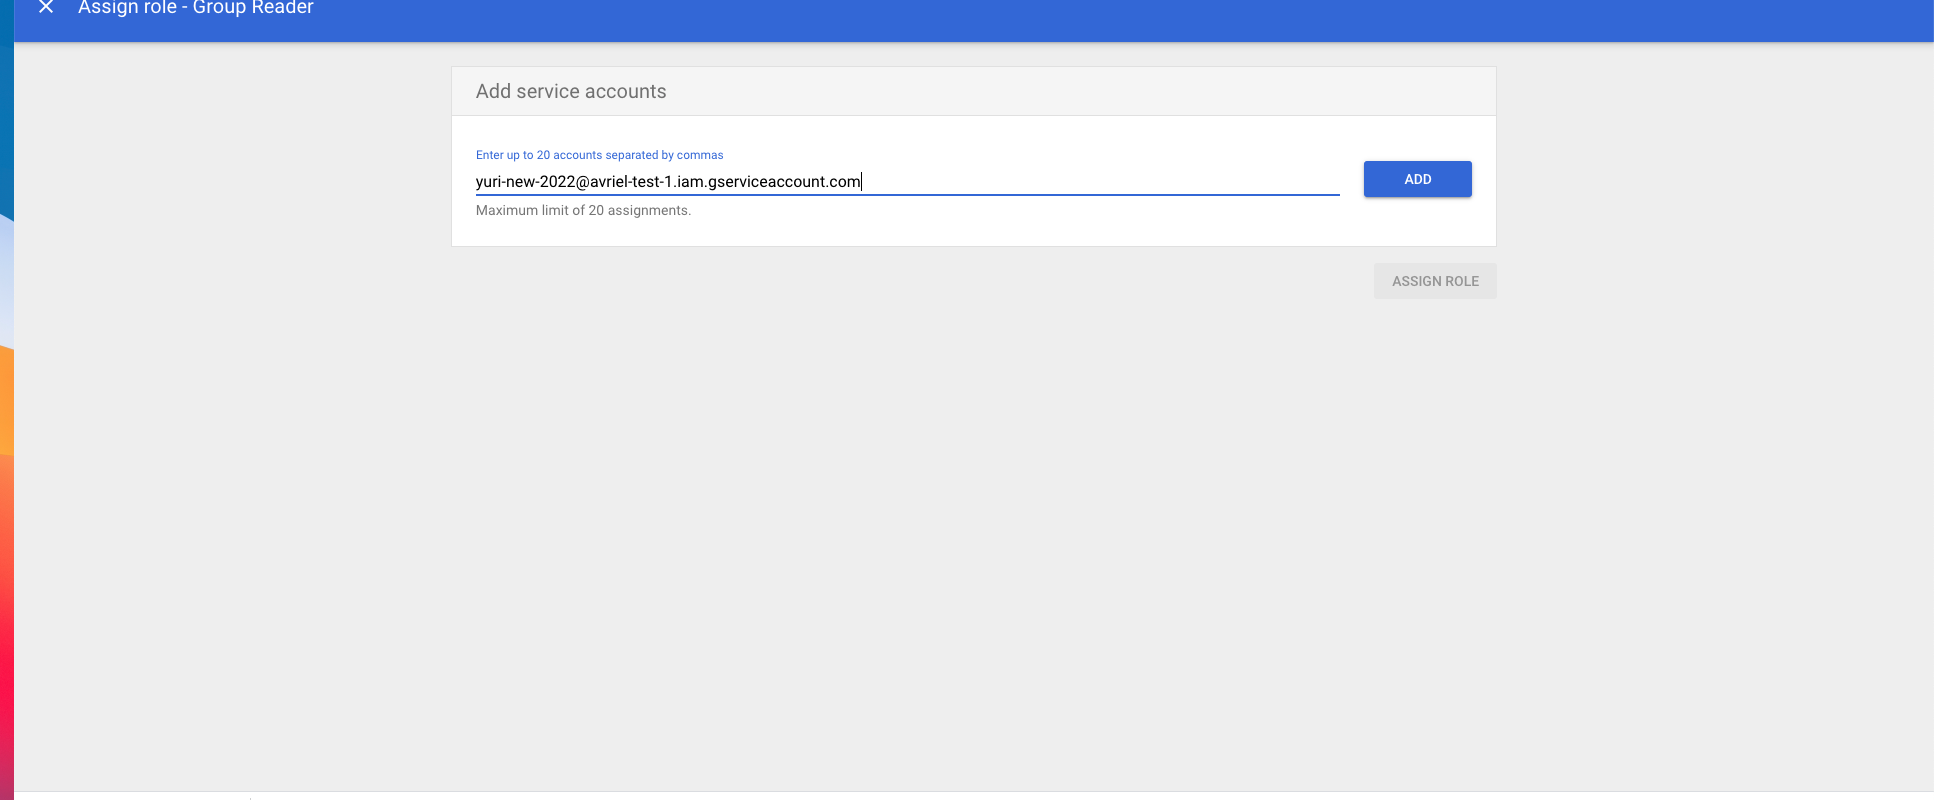 Assign role - Group Reader
Add service accounts
Enter up to 20 accounts separated by commas
yuri-new-2022@avriel-test-1.iam.gserviceaccount.com
ADD
Maximum limit of 20 assignments.
ASSIGN ROLE